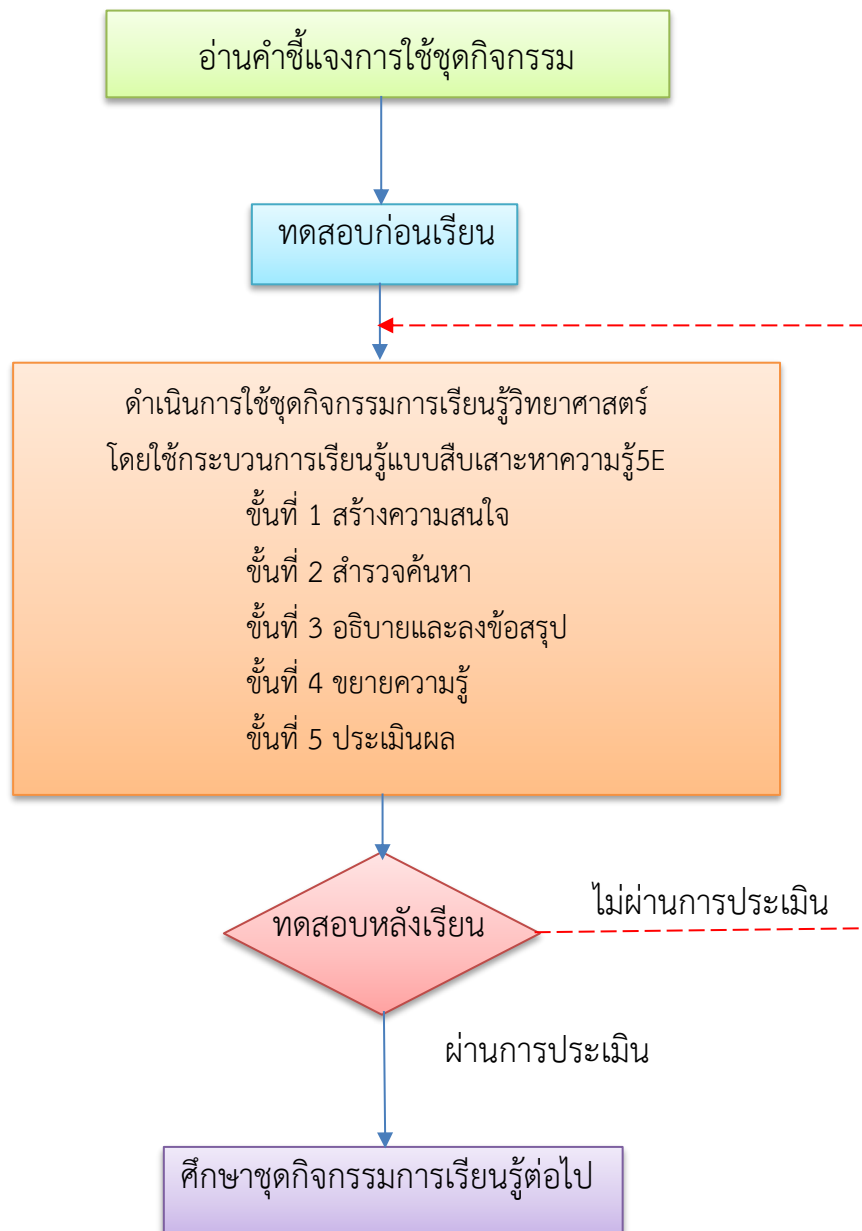 อ่านคำชี้แจงการใช้ชุดกิจกรรม
ทดสอบก่อนเรียน
ดำเนินการใช้ชุดกิจกรรมการเรียนรู้วิทยาศาสตร์
โดยใช้กระบวนการเรียนรู้แบบสืบเสาะหาความรู้5E
ขั้นที่ 1 สร้างความสนใจ
ขั้นที่ 2 สำรวจค้นหา
ขั้นที่ 3 อธิบายและลงข้อสรุป
ขั้นที่ 4 ขยายความรู้
ขั้นที่ 5 ประเมินผล
ทดสอบหลังเรียน
ไม่ผ่านการประเมิน
ผ่านการประเมิน
ศึกษาชุดกิจกรรมการเรียนรู้ต่อไป